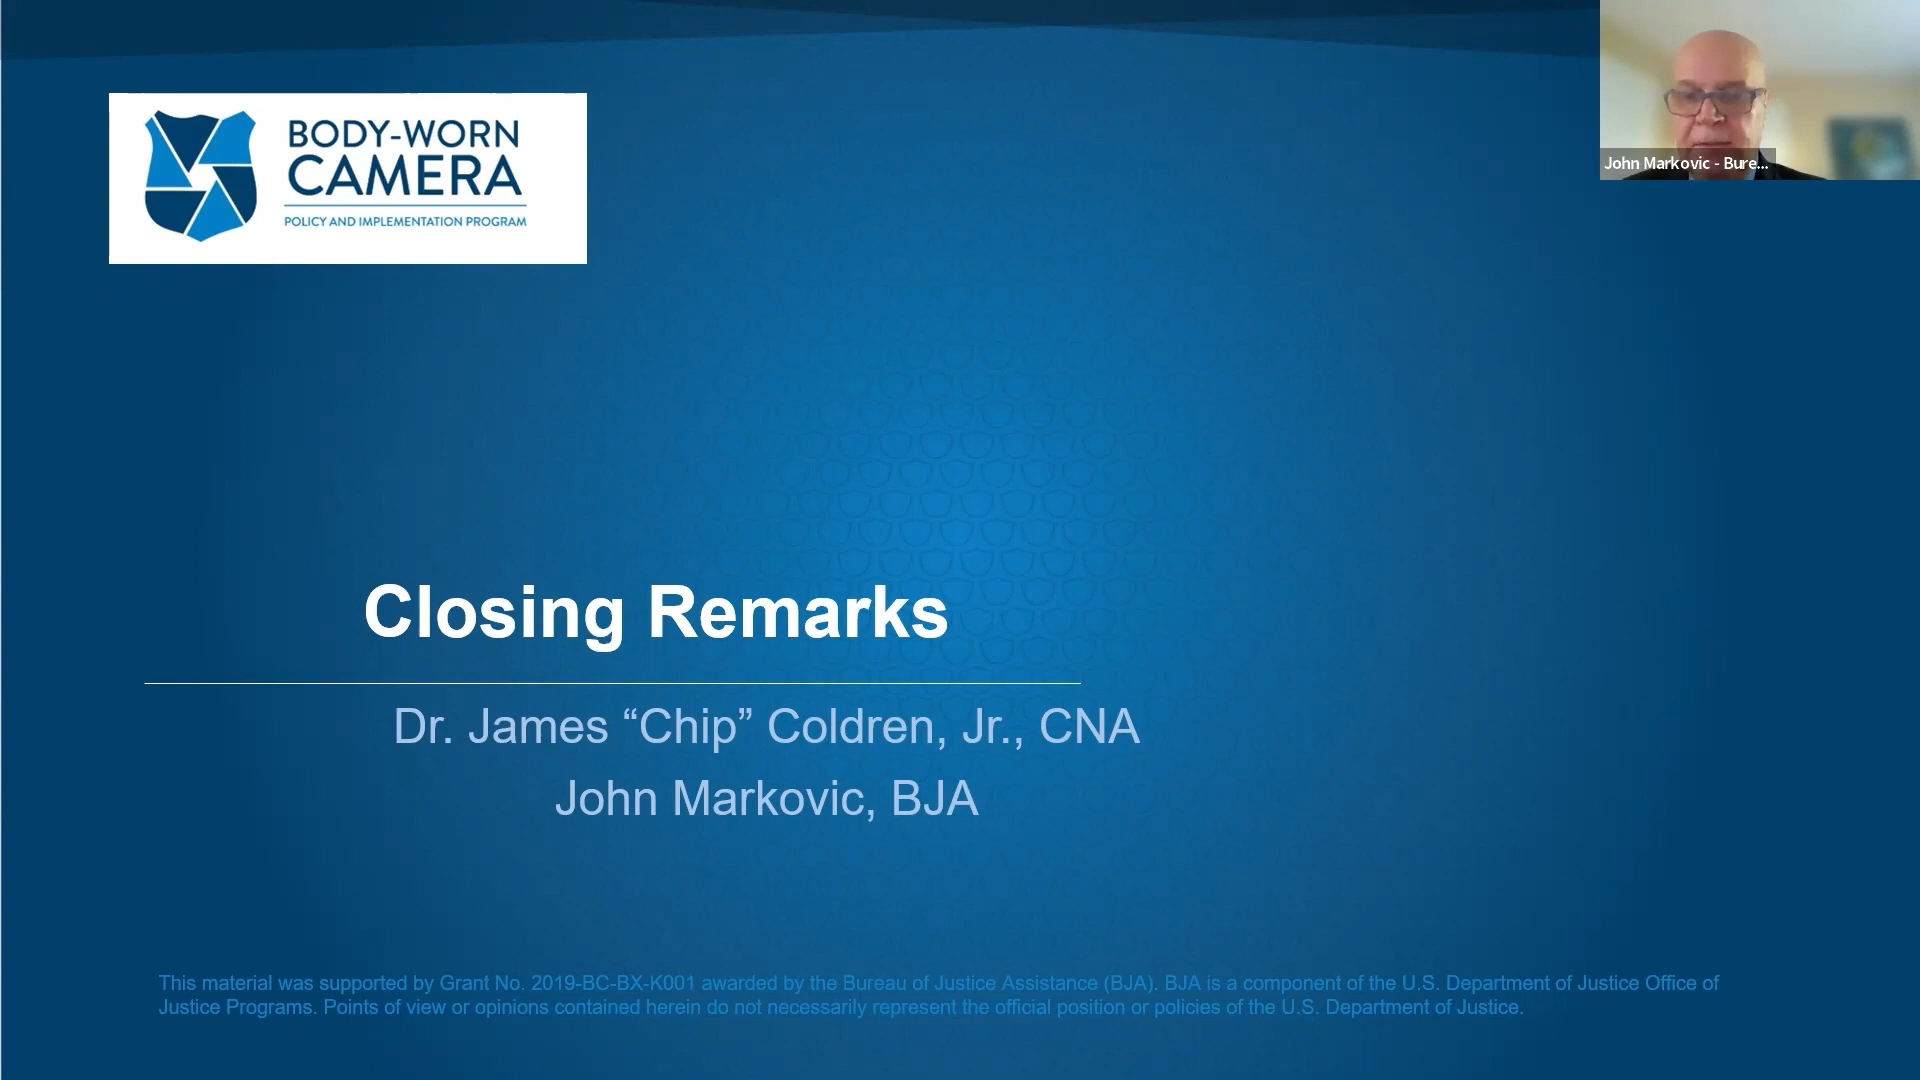 BODY-WORN
CAMERA
POLICY AND IMPLEMENTATION PROGRAM
John Markovic - Bure...
Closing Remarks
Dr. James “Chip” Coldren, Jr., CNA
John Markovic, BJA
This material was supported by Grant No. 2019-BC-BX-K001 awarded by the Bureau of Justice Assistance (BJA). BJA is a component of the U.S. Department of Justice Office of
Justice Programs. Points of view or opinions contained herein do not necessarily represent the official position or policies of the U.S. Department of Justice.